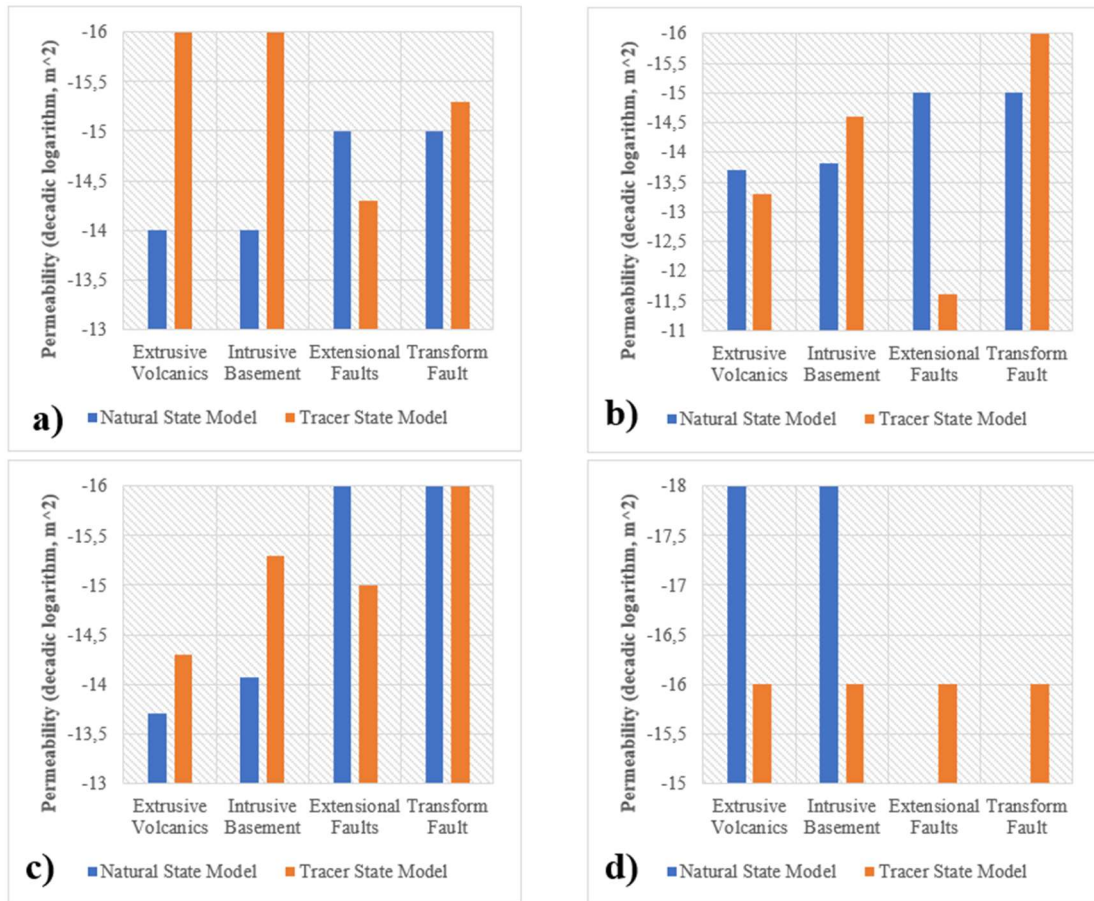 Permeability (decadic logarithm, m^2)
-16
-15,5
-15
-14,5
-14
-13,5
-13
Extrusive
Volcanics
Intrusive
Basement
Extensional
Faults
Transform
Fault
a)
Natural State Model
Tracer State Model
Permeability (decadic logarithm, m^2)
-16
-15,5
-15
-14,5
-14
-13,5
-13
-12,5
-12
-11,5
-11
Extrusive
Volcanics
Intrusive
Basement
Extensional
Faults
Transform
Fault
b)
Natural State Model
Tracer State Model
Permeability (decadic logarithm, m^2)
-16
-15,5
-15
-14,5
-14
-13,5
-13
Extrusive
Volcanics
Intrusive
Basement
Extensional
Faults
Transform
Fault
c)
Natural State Model
Tracer State Model
Permeability (decadic logarithm, m^2)
-18
-17,5
-17
-16,5
-16
-15,5
-15
Extrusive
Volcanics
Intrusive
Basement
Extensional
Faults
Transform
Fault
d)
Natural State Model
Tracer State Model